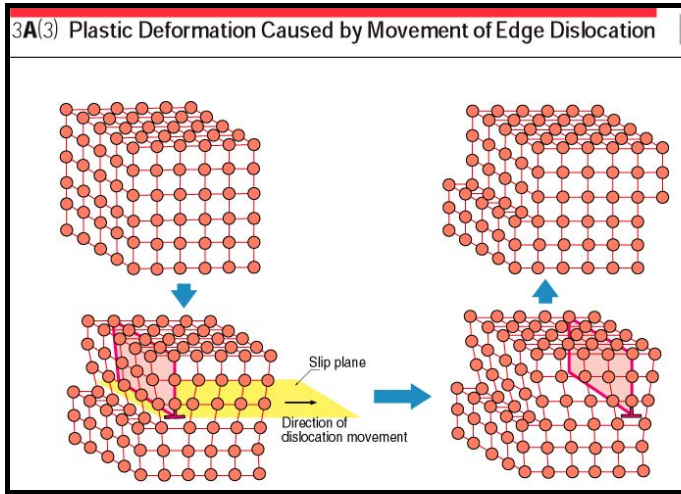 3A(3) Plastic Deformation Caused by Movement of Edge Dislocation
Slip plane
Direction of
dislocation movement